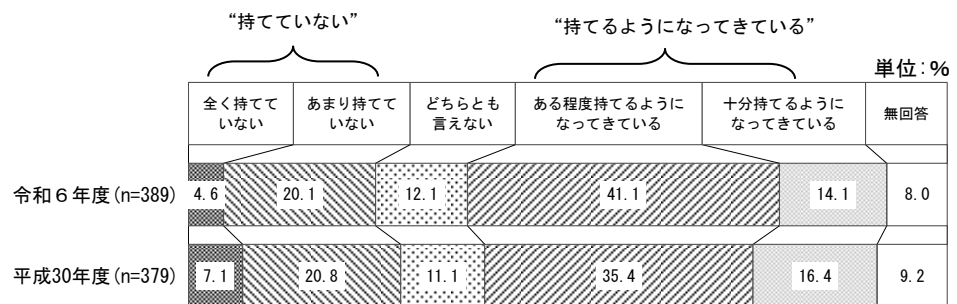 “持てていない”
“持てるようになってきている”
単位：％
全く持てて
いない
あまり持てて
いない
どちらとも
言えない
ある程度持てるように
なってきている
十分持てるように
なってきている
無回答
令和６年度(n=389)
4.6
20.1
12.1
41.1
14.1
8.0
平成30年度(n=379)
7.1
20.8
11.1
35.4
16.4
9.2